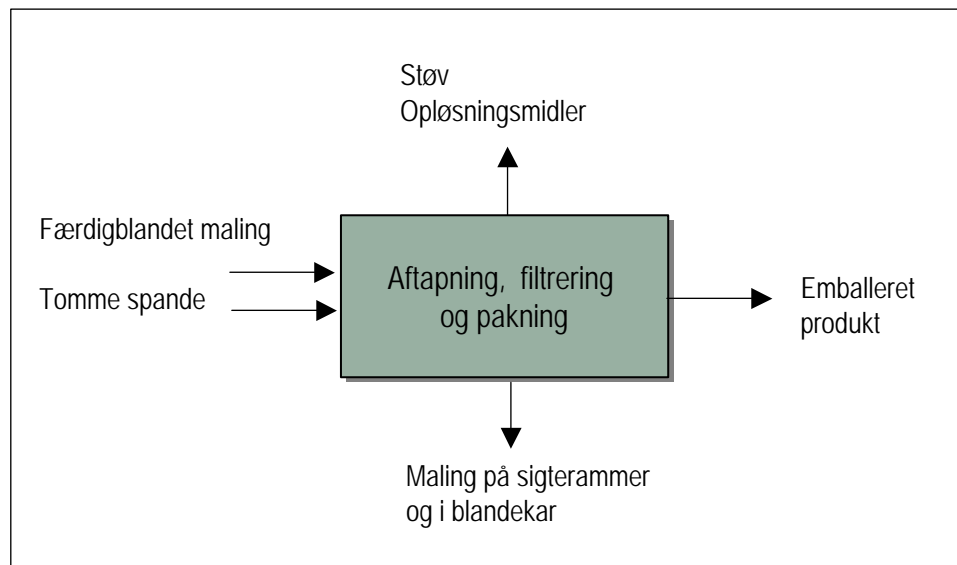 Støv
Opløsningsmidler
Færdigblandet maling
Tomme spande
Aftapning, filtrering
og pakning
Emballeret
produkt
Maling på sigterammer
og i blandekar